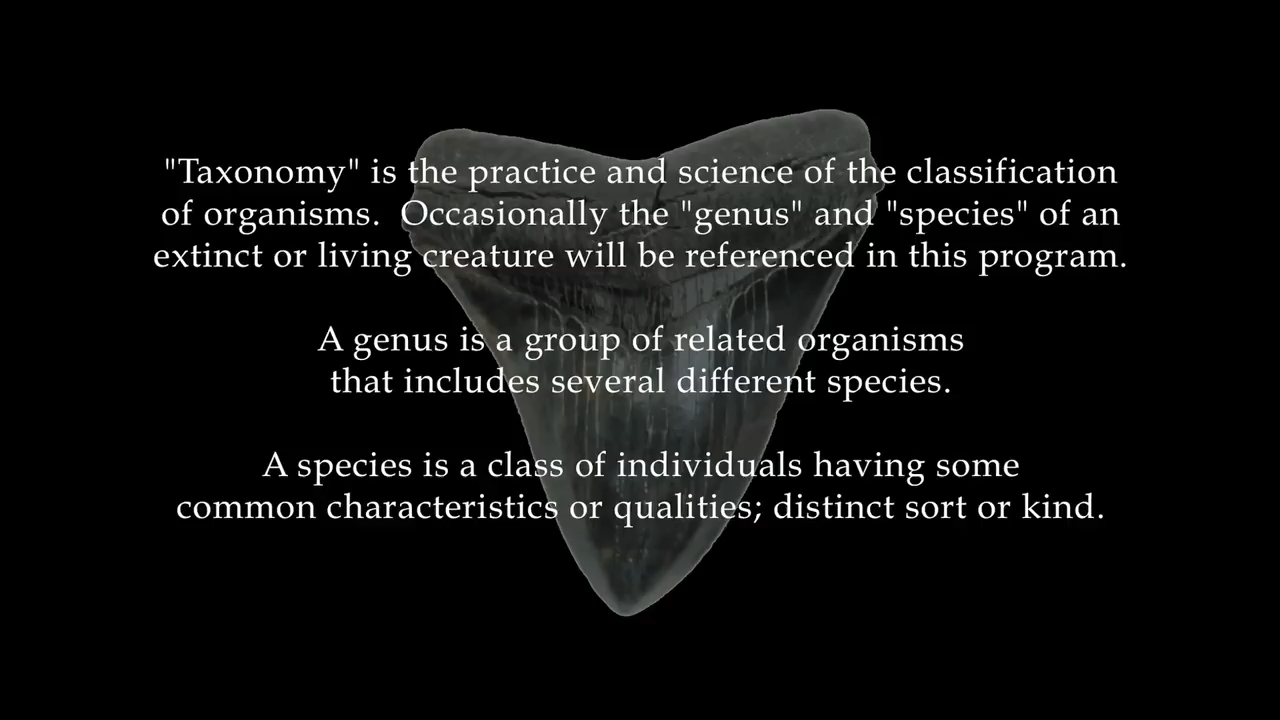 "Taxonomy" is the practice and science of the classification
of organisms.  Occasionally the "genus" and "species" of an
extinct or living creature will be referenced in this program.
A genus is a group of related organisms
that includes several different species.
A species is a class of individuals having some
common characteristics or qualities; distinct sort or kind.